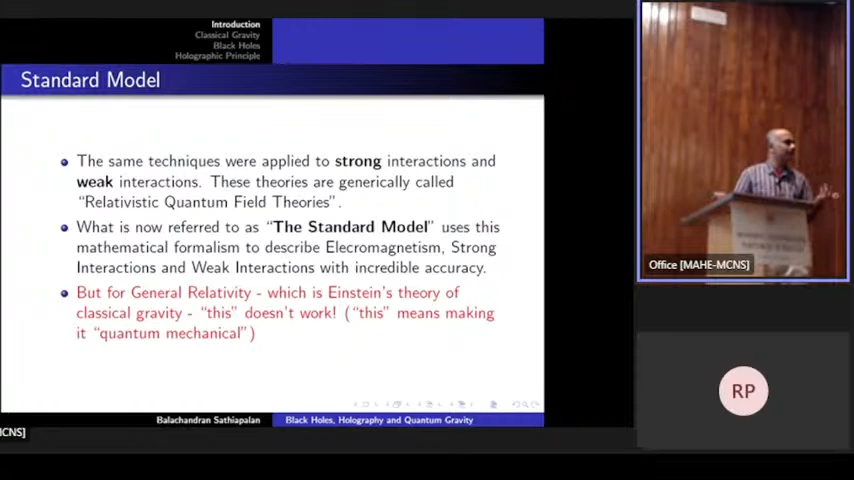 Introduction
Classical Gravity
Black Holes
Holographic Principle
Standard Model
The same techniques were applied to strong interactions and
weak interactions. These theories are generically called
“Relativistic Quantum Field Theories”.
What is now referred to as “The Standard Model” uses this
mathematical formalism to describe Elecromagnetism, Strong
Interactions and Weak Interactions with incredible accuracy.
But for General Relativity - which is Einstein's theory of
classical gravity - “this” doesn't work! (“this” means making
it “quantum mechanical”)
Balachandran Sathiapalan
Black Holes, Holography and Quantum Gravity
MCNS]
Office [MAHE-MCNS]
RP